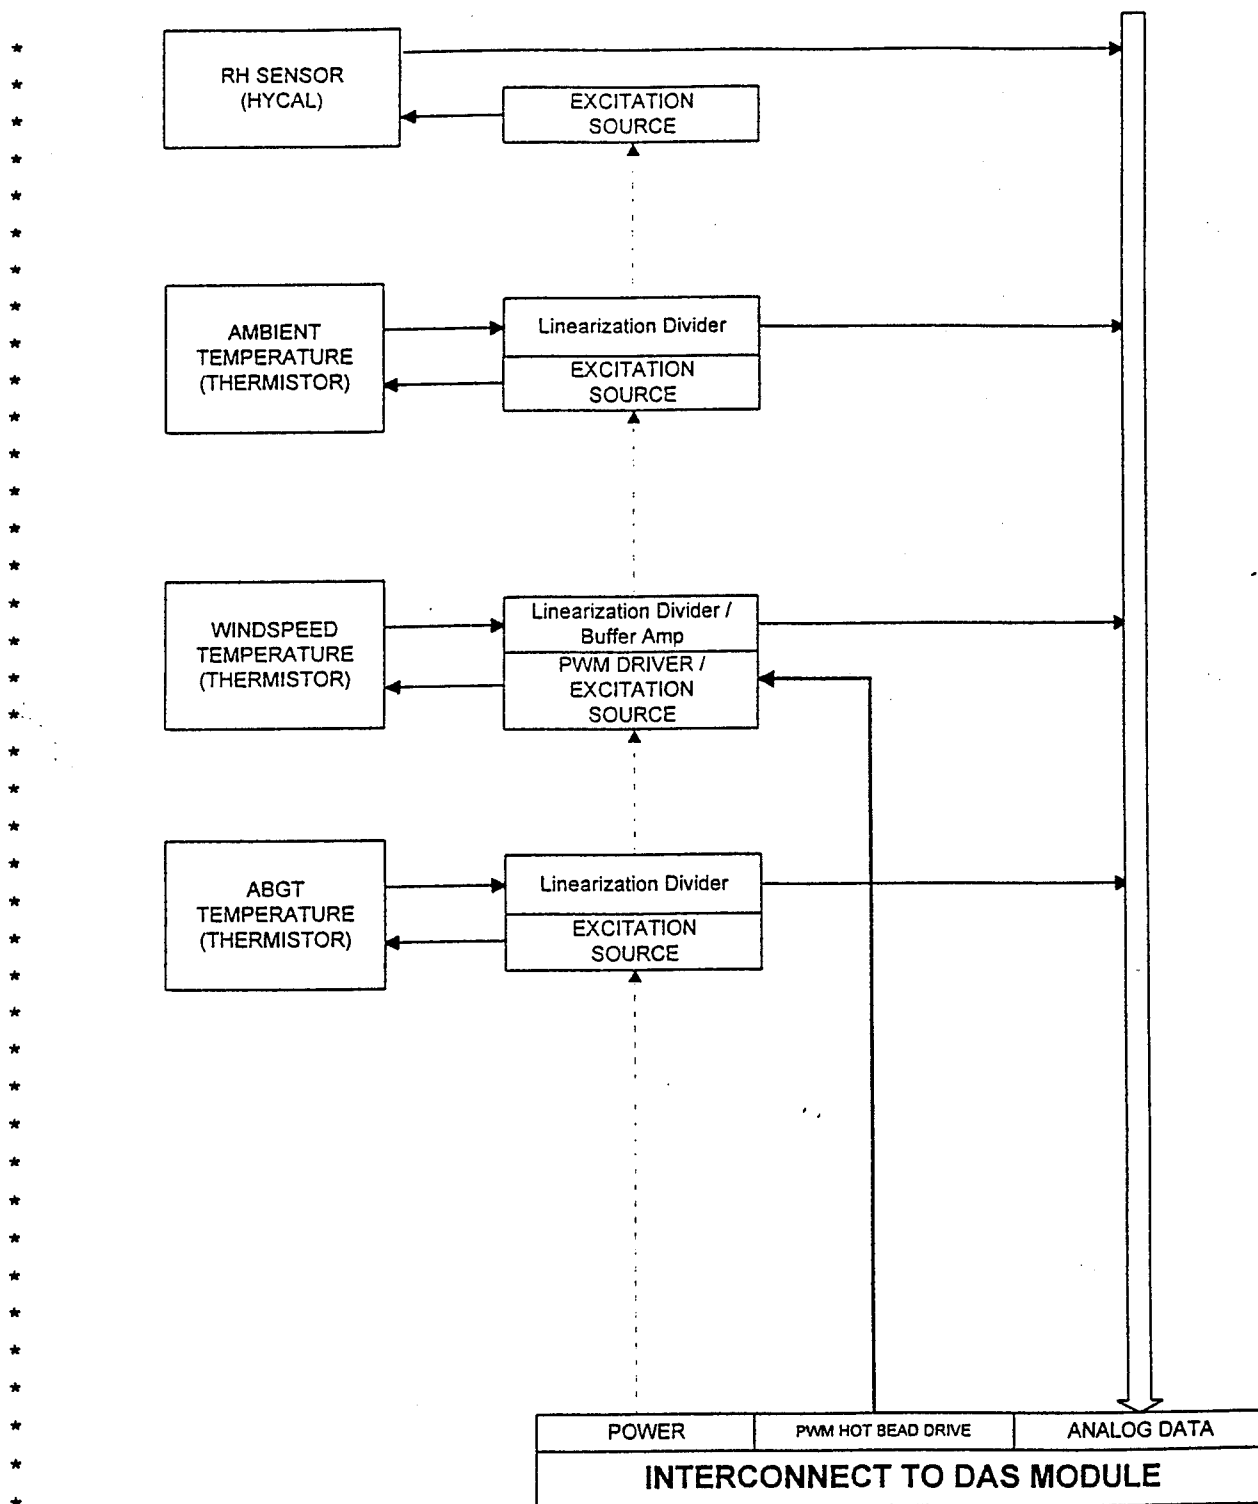 RH SENSOR
(HYCAL)
EXCITATION
SOURCE
AMBIENT
TEMPERATURE
(THERMISTOR)
Linearization Divider
EXCITATION
SOURCE
WINDSPEED
TEMPERATURE
(THERMISTOR)
Linearization Divider /
Buffer Amp
PWM DRIVER /
EXCITATION
SOURCE
ABGT
TEMPERATURE
(THERMISTOR)
Linearization Divider
EXCITATION
SOURCE
POWER
PWM HOT BEAD DRIVE
ANALOG DATA
INTERCONNECT TO DAS MODULE